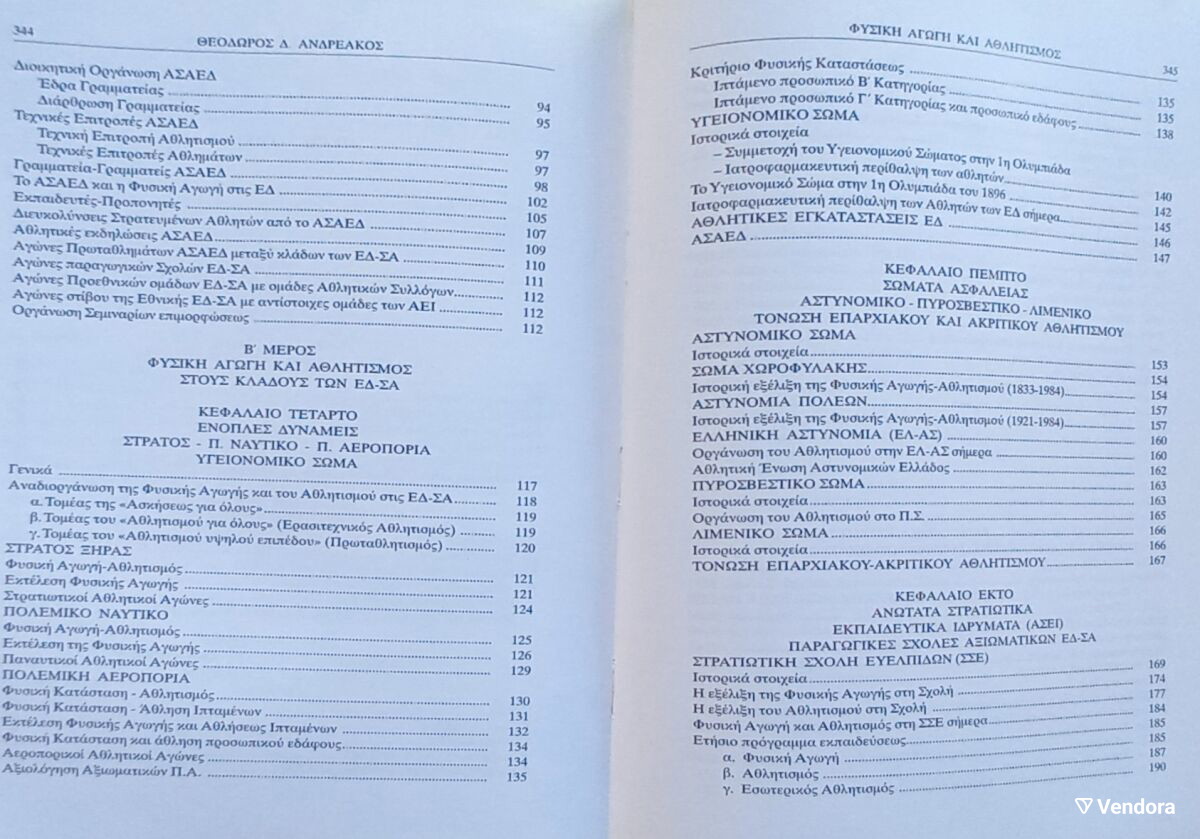 344
ΘΕΟΔΩΡΟΣ Δ. ΑΝΔΡΕΑΚΟΣ
Διοικητική Οργάνωση ΑΣΑΕΔ
Έδρα Γραμματείας 94
Διάρθρωση Γραμματείας 95
Τεχνικές Επιτροπές ΑΣΑΕΔ
Τεχνική Επιτροπή Αθλητισμού 97
Τεχνικές Επιτροπές Αθλημάτων 97
Γραμματεία-Γραμματείς ΑΣΑΕΔ 98
Το ΑΣΑΕΔ και η Φυσική Αγωγή στις ΕΔ 102
Εκπαιδευτές-Προπονητές 105
Διευκολύνσεις Στρατευμένων Αθλητών από το ΑΣΑΕΔ 107
Αθλητικές εκδηλώσεις ΑΣΑΕΔ 109
Αγώνες Πρωταθλημάτων ΑΣΑΕΔ μεταξύ κλάδων των ΕΔ-ΣΑ 110
Αγώνες παραγωγικών Σχολών ΕΔ-ΣΑ 111
Αγώνες Προεθνικών ομάδων ΕΔ-ΣΑ με ομάδες Αθλητικών Συλλόγων 112
Αγώνες στίβου της Εθνικής ΕΔ-ΣΑ με αντίστοιχες ομάδες των ΑΕΙ 112
Οργάνωση Σεμιναρίων επιμορφώσεως 112
Β΄ ΜΕΡΟΣ
ΦΥΣΙΚΗ ΑΓΩΓΗ ΚΑΙ ΑΘΛΗΤΙΣΜΟΣ
ΣΤΟΥΣ ΚΛΑΔΟΥΣ ΤΩΝ ΕΔ-ΣΑ
ΚΕΦΑΛΑΙΟ ΤΕΤΑΡΤΟ
ΕΝΟΠΛΕΣ ΔΥΝΑΜΕΙΣ
ΣΤΡΑΤΟΣ - Π. ΝΑΥΤΙΚΟ - Π. ΑΕΡΟΠΟΡΙΑ
ΥΓΕΙΟΝΟΜΙΚΟ ΣΩΜΑ
Γενικά 117
Αναδιοργάνωση της Φυσικής Αγωγής και του Αθλητισμού στις ΕΔ-ΣΑ 118
α. Τομέας της «Ασκήσεως για όλους» 119
β. Τομέας του «Αθλητισμού για όλους» (Ερασιτεχνικός Αθλητισμός) 119
γ. Τομέας του «Αθλητισμού υψηλού επιπέδου» (Πρωταθλητισμός) 120
ΣΤΡΑΤΟΣ ΞΗΡΑΣ
Φυσική Αγωγή-Αθλητισμός 121
Εκτέλεση Φυσικής Αγωγής 121
Στρατιωτικοί Αθλητικοί Αγώνες 124
ΠΟΛΕΜΙΚΟ ΝΑΥΤΙΚΟ
Φυσική Αγωγή-Αθλητισμός 125
Εκτέλεση της Φυσικής Αγωγής 126
Παναυτικοί Αθλητικοί Αγώνες 129
ΠΟΛΕΜΙΚΗ ΑΕΡΟΠΟΡΙΑ
Φυσική Κατάσταση - Αθλητισμός 130
Φυσική Κατάσταση - Άθληση Ιπταμένων 131
Εκτέλεση Φυσικής Αγωγής και Αθλήσεως Ιπταμένων 132
Φυσική Κατάσταση και άθληση προσωπικού εδάφους 134
Αεροπορικοί Αθλητικοί Αγώνες 134
Αξιολόγηση Αξιωματικών Π.Α. 135
ΦΥΣΙΚΗ ΑΓΩΓΗ ΚΑΙ ΑΘΛΗΤΙΣΜΟΣ
345
Κριτήριο Φυσικής Καταστάσεως 135
Ιπτάμενο προσωπικό Β΄ Κατηγορίας 135
Ιπτάμενο προσωπικό Γ΄ Κατηγορίας και προσωπικό εδάφους 138
ΥΓΕΙΟΝΟΜΙΚΟ ΣΩΜΑ
Ιστορικά στοιχεία
– Συμμετοχή του Υγειονομικού Σώματος στην 1η Ολυμπιάδα
– Ιατροφαρμακευτική περίθαλψη των αθλητών 140
Το Υγειονομικό Σώμα στην 1η Ολυμπιάδα του 1896 142
Ιατροφαρμακευτική περίθαλψη των Αθλητών των ΕΔ σήμερα 145
ΑΘΛΗΤΙΚΕΣ ΕΓΚΑΤΑΣΤΑΣΕΙΣ ΕΔ 146
ΑΣΑΕΔ 147
ΚΕΦΑΛΑΙΟ ΠΕΜΠΤΟ
ΣΩΜΑΤΑ ΑΣΦΑΛΕΙΑΣ
ΑΣΤΥΝΟΜΙΚΟ - ΠΥΡΟΣΒΕΣΤΙΚΟ - ΛΙΜΕΝΙΚΟ
ΤΟΝΩΣΗ ΕΠΑΡΧΙΑΚΟΥ ΚΑΙ ΑΚΡΙΤΙΚΟΥ ΑΘΛΗΤΙΣΜΟΥ
ΑΣΤΥΝΟΜΙΚΟ ΣΩΜΑ
Ιστορικά στοιχεία 153
ΣΩΜΑ ΧΩΡΟΦΥΛΑΚΗΣ 154
Ιστορική εξέλιξη της Φυσικής Αγωγής-Αθλητισμού (1833-1984) 154
ΑΣΤΥΝΟΜΙΑ ΠΟΛΕΩΝ 157
Ιστορική εξέλιξη της Φυσικής Αγωγής-Αθλητισμού (1921-1984) 157
ΕΛΛΗΝΙΚΗ ΑΣΤΥΝΟΜΙΑ (ΕΛ-ΑΣ) 160
Οργάνωση του Αθλητισμού στην ΕΛ-ΑΣ σήμερα 160
Αθλητική Ένωση Αστυνομικών Ελλάδος 162
ΠΥΡΟΣΒΕΣΤΙΚΟ ΣΩΜΑ 163
Ιστορικά στοιχεία 163
Οργάνωση του Αθλητισμού στο Π.Σ. 165
ΛΙΜΕΝΙΚΟ ΣΩΜΑ 166
Ιστορικά στοιχεία 166
ΤΟΝΩΣΗ ΕΠΑΡΧΙΑΚΟΥ-ΑΚΡΙΤΙΚΟΥ ΑΘΛΗΤΙΣΜΟΥ 167
ΚΕΦΑΛΑΙΟ ΕΚΤΟ
ΑΝΩΤΑΤΑ ΣΤΡΑΤΙΩΤΙΚΑ
ΕΚΠΑΙΔΕΥΤΙΚΑ ΙΔΡΥΜΑΤΑ (ΑΣΕΙ)
ΠΑΡΑΓΩΓΙΚΕΣ ΣΧΟΛΕΣ ΑΞΙΩΜΑΤΙΚΩΝ ΕΔ-ΣΑ
ΣΤΡΑΤΙΩΤΙΚΗ ΣΧΟΛΗ ΕΥΕΛΠΙΔΩΝ (ΣΣΕ) 169
Ιστορικά στοιχεία 174
Η εξέλιξη της Φυσικής Αγωγής στη Σχολή 177
Η εξέλιξη του Αθλητισμού στη Σχολή 184
Φυσική Αγωγή και Αθλητισμός στη ΣΣΕ σήμερα 185
Ετήσιο πρόγραμμα εκπαιδεύσεως 185
α. Φυσική Αγωγή 187
β. Αθλητισμός 190
γ. Εσωτερικός Αθλητισμός
Vendora